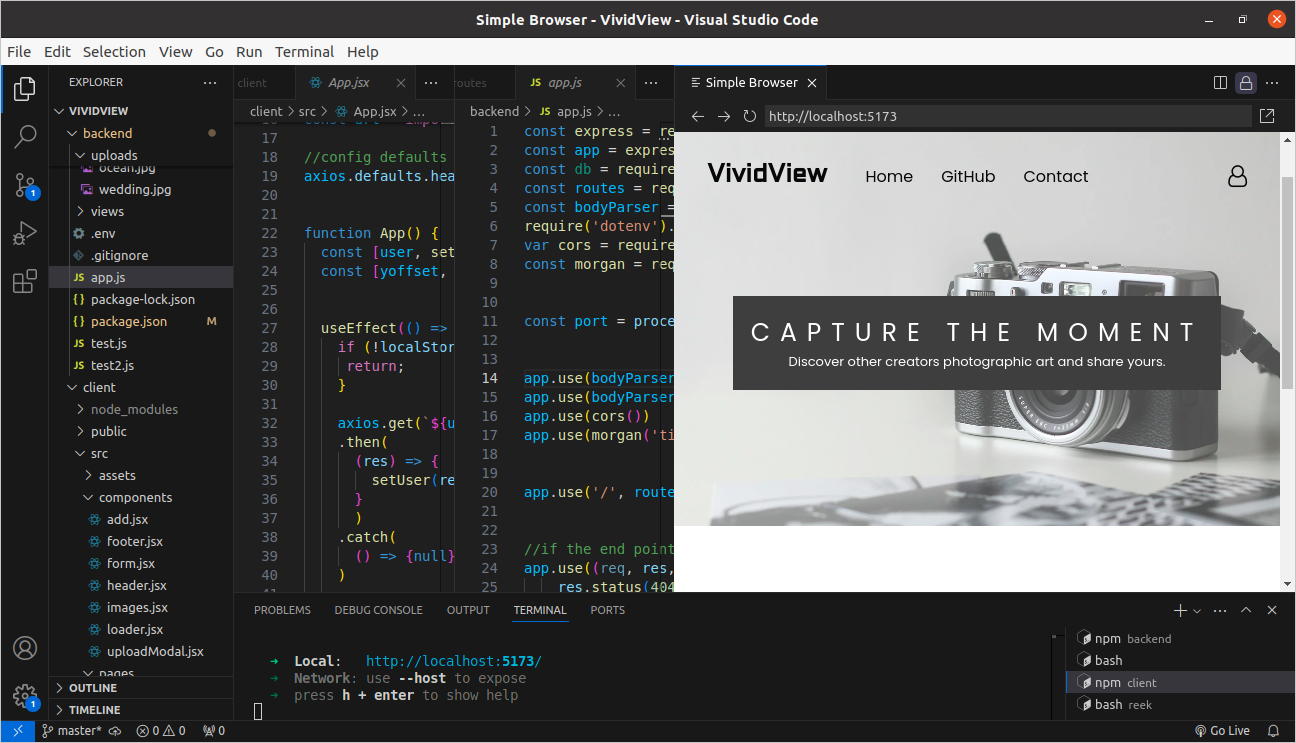 Simple Browser - VividView - Visual Studio Code
File Edit Selection View Go Run Terminal Help
EXPLORER
VIVIDVIEW
backend
uploads
ocean.jpg
wedding.jpg
views
.env
.gitignore
app.js
package-lock.json
package.json M
test.js
test2.js
client
node_modules
public
src
assets
components
add.jsx
footer.jsx
form.jsx
header.jsx
images.jsx
loader.jsx
uploadModal.jsx
pages
OUTLINE
TIMELINE
client App.jsx
client > src > App.jsx > ...
17
18 //config defaults
19 axios.defaults.hea
20
21
22 function App() {
23 const [user, set
24 const [yoffset,
25
26
27 useEffect(() =>
28 if (!localStor
29 return;
30 }
31
32 axios.get(`${u
33 .then(
34 (res) => {
35 setUser(re
36 }
37 )
38 .catch(
39 () => {null}
40 )
routes JS app.js
backend > JS app.js > ...
1 const express = re
2 const app = expres
3 const db = require
4 const routes = req
5 const bodyParser =
6 require('dotenv').
7 var cors = require
8 const morgan = req
9
10
11 const port = proce
12
13
14 app.use(bodyParser
15 app.use(bodyParser
16 app.use(cors())
17 app.use(morgan('ti
18
19
20 app.use('/', route
21
22
23 //if the end point
24 app.use((req, res,
25 res.status(404
Simple Browser
http://localhost:5173
VividView Home GitHub Contact
CAPTURE THE MOMENT
Discover other creators photographic art and share yours.
PROBLEMS DEBUG CONSOLE OUTPUT TERMINAL PORTS
➜ Local: http://localhost:5173/
➜ Network: use --host to expose
➜ press h + enter to show help
npm backend
bash
npm client
bash reek
1
1
master* 0 0 0 Go Live